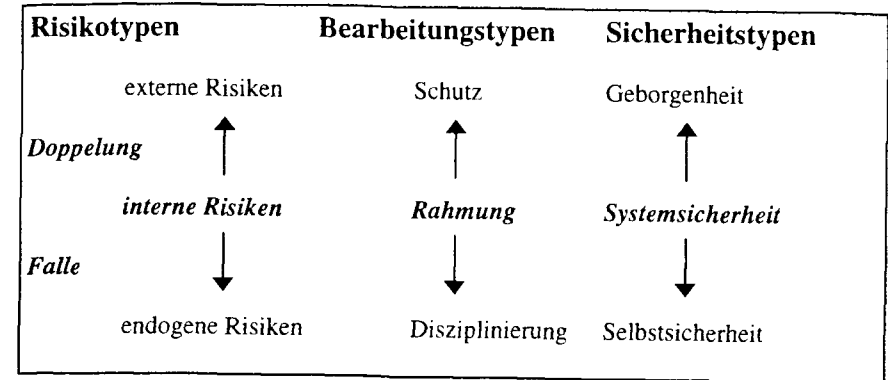 Risikotypen Bearbeitungstypen Sicherheitstypen
externe Risiken Schutz Geborgenheit
Doppelung
interne Risiken Rahmung Systemsicherheit
Falle
endogene Risiken Disziplinierung Selbstsicherheit